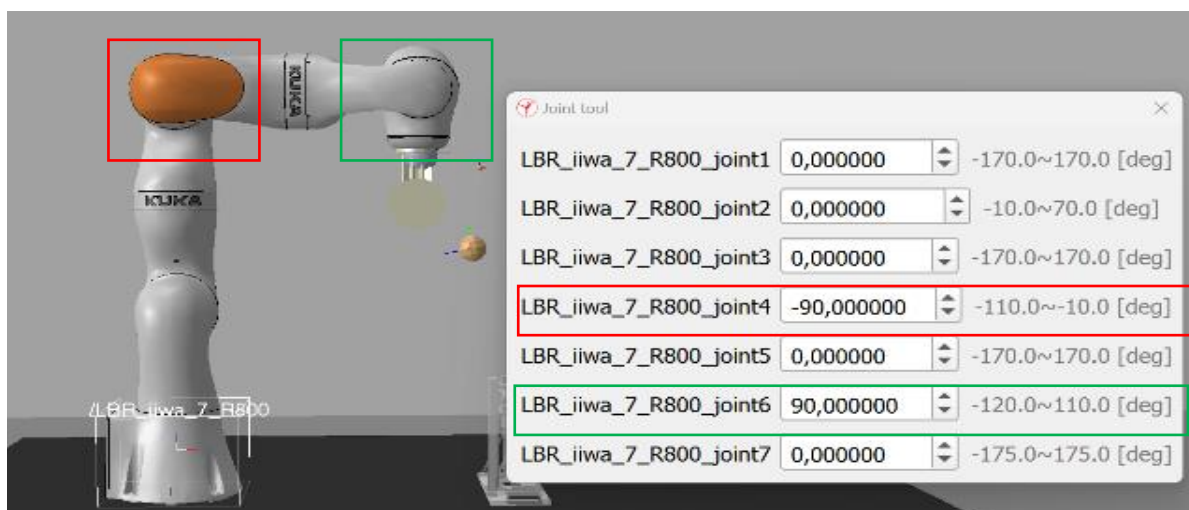 KUKA
KUKA
/LBR_iiwa_7_R800
Joint tool
LBR_iiwa_7_R800_joint1 0,000000 -170.0~170.0 [deg]
LBR_iiwa_7_R800_joint2 0,000000 -10.0~70.0 [deg]
LBR_iiwa_7_R800_joint3 0,000000 -170.0~170.0 [deg]
LBR_iiwa_7_R800_joint4 -90,000000 -110.0~-10.0 [deg]
LBR_iiwa_7_R800_joint5 0,000000 -170.0~170.0 [deg]
LBR_iiwa_7_R800_joint6 90,000000 -120.0~110.0 [deg]
LBR_iiwa_7_R800_joint7 0,000000 -175.0~175.0 [deg]